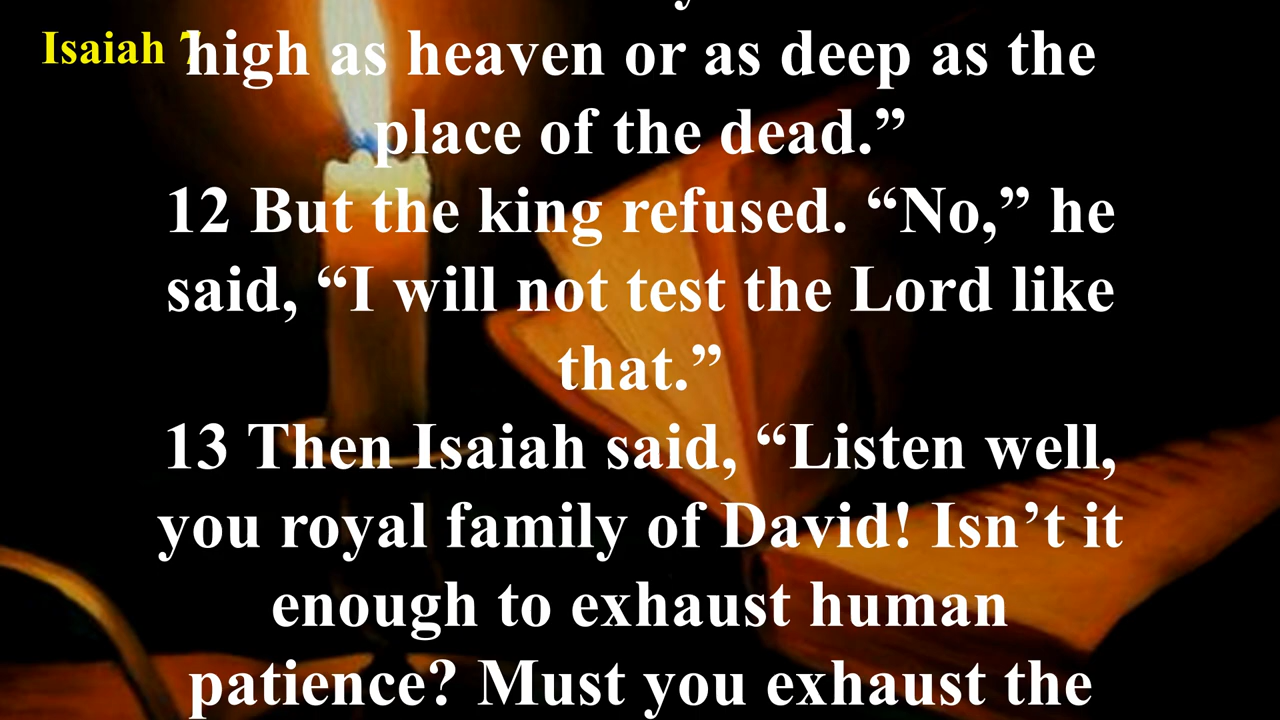 Isaiah 7
high as heaven or as deep as the
place of the dead.”
12 But the king refused. “No,” he
said, “I will not test the Lord like
that.”
13 Then Isaiah said, “Listen well,
you royal family of David! Isn’t it
enough to exhaust human
patience? Must you exhaust the